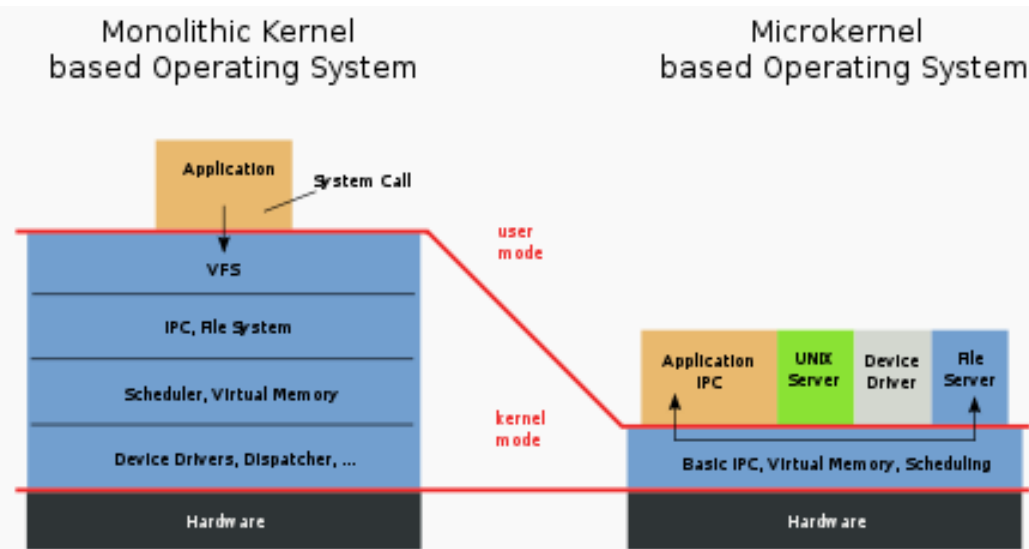 Monolithic Kernel
based Operating System
Microkernel
based Operating System
Application
System Call
user
mode
VFS
IPC, File System
Scheduler, Virtual Memory
kernel
mode
Device Drivers, Dispatcher, ...
Hardware
Application
IPC
UNIX
Server
Device
Driver
File
Server
Basic IPC, Virtual Memory, Scheduling
Hardware